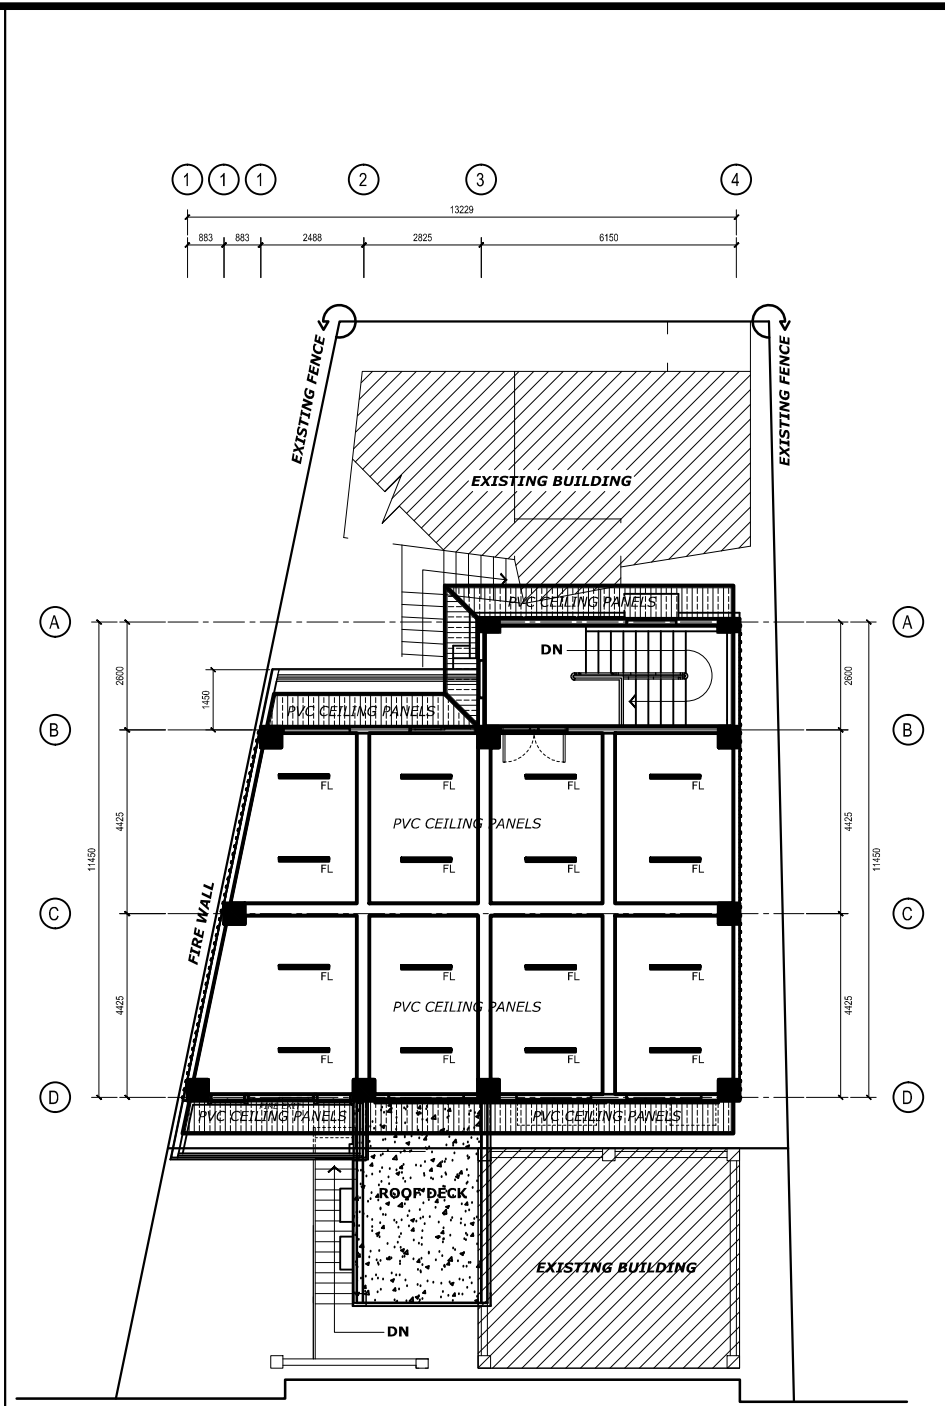 1 1 1 2 3 4
13229
883 883 2488 2825 6150
EXISTING FENCE
EXISTING FENCE
EXISTING BUILDING
PVC CEILING PANELS
A A
DN
2600 2600
1450
PVC CEILING PANELS
B B
FL FL FL FL
4425 4425
PVC CEILING PANELS
11450 11450
FL FL FL FL
C C
FIRE WALL
FL FL FL FL
4425 4425
PVC CEILING PANELS
FL FL FL FL
D D
PVC CEILING PANELS PVC CEILING PANELS
ROOF DECK
EXISTING BUILDING
DN